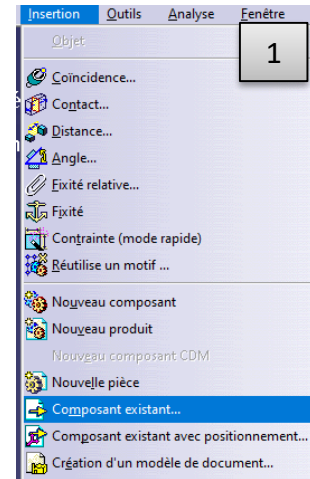 Insertion Outils Analyse Fenêtre
1
Objet
Coïncidence...
Contact...
Distance...
Angle...
Fixité relative...
Fixité
Contrainte (mode rapide)
Réutilise un motif ...
Nouveau composant
Nouveau produit
Nouveau composant CDM
Nouvelle pièce
Composant existant...
Composant existant avec positionnement...
Création d'un modèle de document...